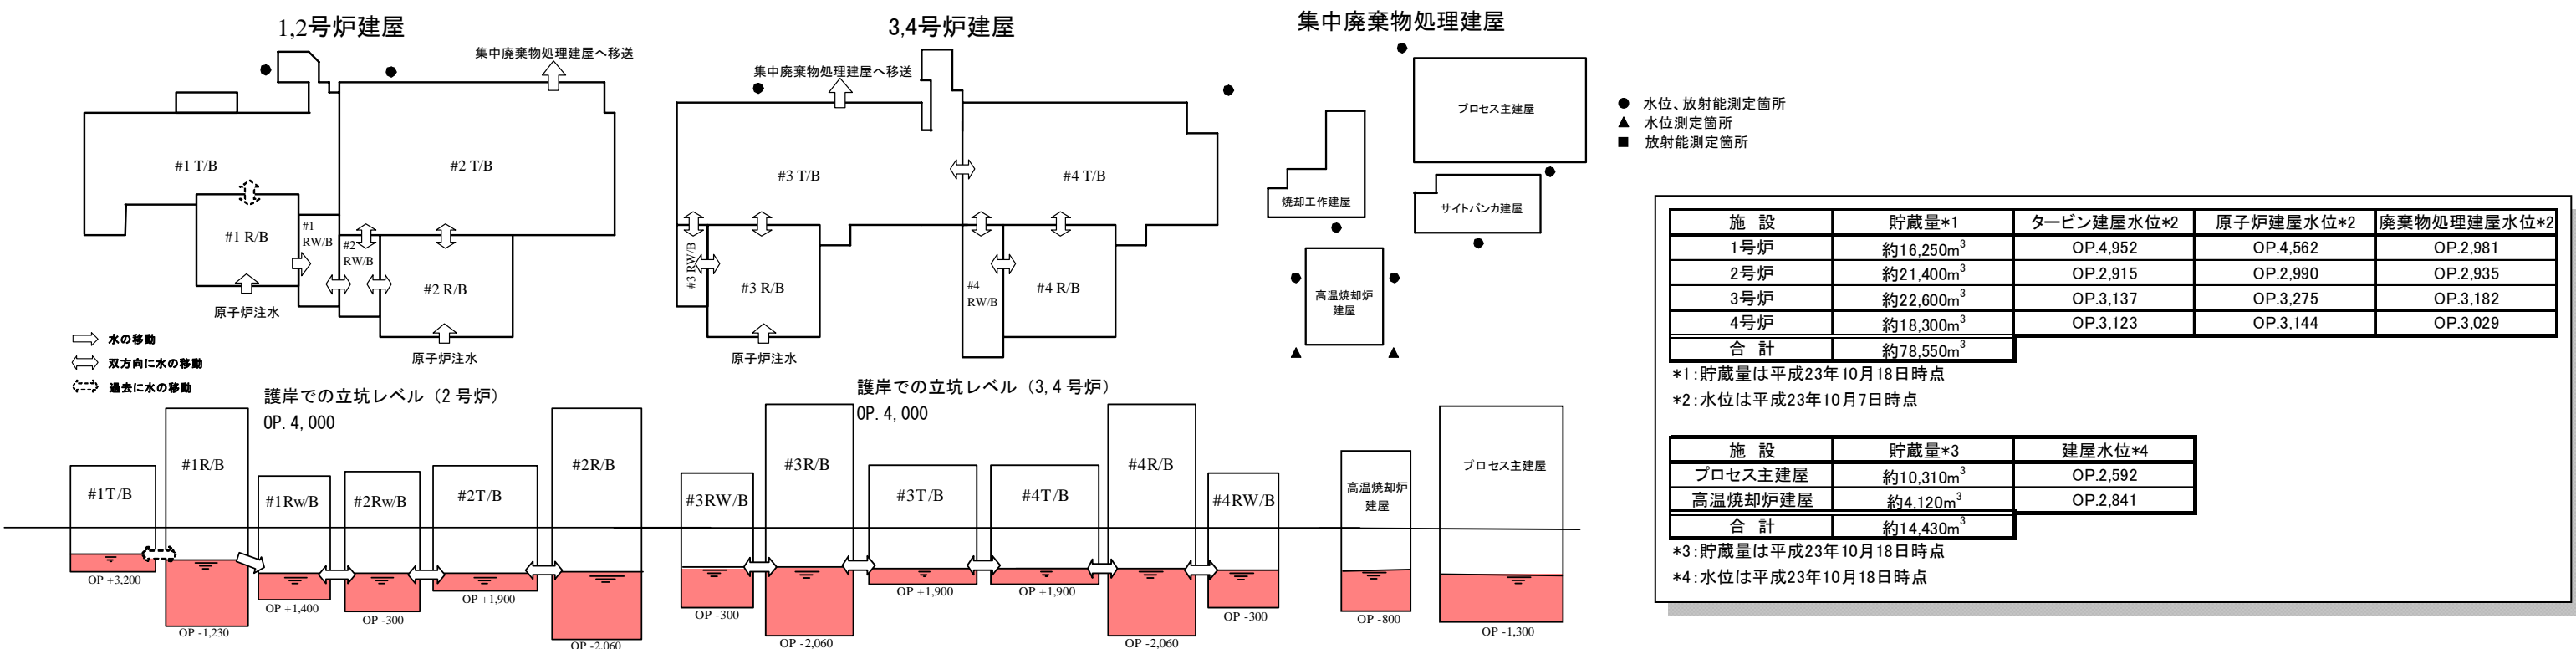 1,2号炉建屋
集中廃棄物処理建屋へ移送
#1 T/B
#2 T/B
#1 R/B
#1
RW/B
#2
RW/B
#2 R/B
原子炉注水
原子炉注水
水の移動
双方向に水の移動
過去に水の移動
3,4号炉建屋
集中廃棄物処理建屋へ移送
#3 T/B
#4 T/B
#3 RW/B
#3 R/B
#4
RW/B
#4 R/B
原子炉注水
集中廃棄物処理建屋
プロセス主建屋
焼却工作建屋
サイトバンカ建屋
高温焼却炉
建屋
水位、放射能測定箇所
水位測定箇所
放射能測定箇所
護岸での立坑レベル（2号炉）
OP.4,000
#1T/B
#1R/B
#1Rw/B
#2Rw/B
#2T/B
#2R/B
OP +3,200
OP -1,230
OP +1,400
OP -300
OP +1,900
OP -2,060
護岸での立坑レベル（3,4号炉）
OP.4,000
#3RW/B
#3R/B
#3T/B
#4T/B
#4R/B
#4RW/B
高温焼却炉
建屋
プロセス主建屋
OP -300
OP -2,060
OP +1,900
OP +1,900
OP -2,060
OP -300
OP -800
OP -1,300
施 設 貯蔵量*1 タービン建屋水位*2 原子炉建屋水位*2 廃棄物処理建屋水位*2
1号炉 約16,250m³ OP.4,952 OP.4,562 OP.2,981
2号炉 約21,400m³ OP.2,915 OP.2,990 OP.2,935
3号炉 約22,600m³ OP.3,137 OP.3,275 OP.3,182
4号炉 約18,300m³ OP.3,123 OP.3,144 OP.3,029
合 計 約78,550m³
*1:貯蔵量は平成23年10月18日時点
*2:水位は平成23年10月7日時点
施 設 貯蔵量*3 建屋水位*4
プロセス主建屋 約10,310m³ OP.2,592
高温焼却炉建屋 約4,120m³ OP.2,841
合 計 約14,430m³
*3:貯蔵量は平成23年10月18日時点
*4:水位は平成23年10月18日時点